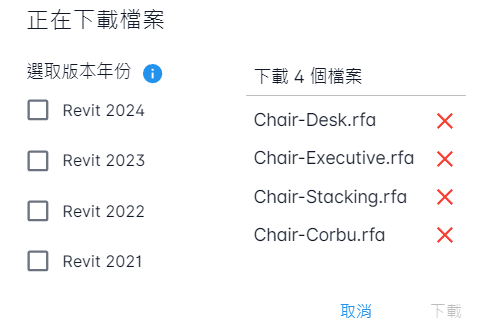 正在下載檔案
選取版本年份
Revit 2024
Revit 2023
Revit 2022
Revit 2021
下載 4 個檔案
Chair-Desk.rfa
Chair-Executive.rfa
Chair-Stacking.rfa
Chair-Corbu.rfa
取消
下載